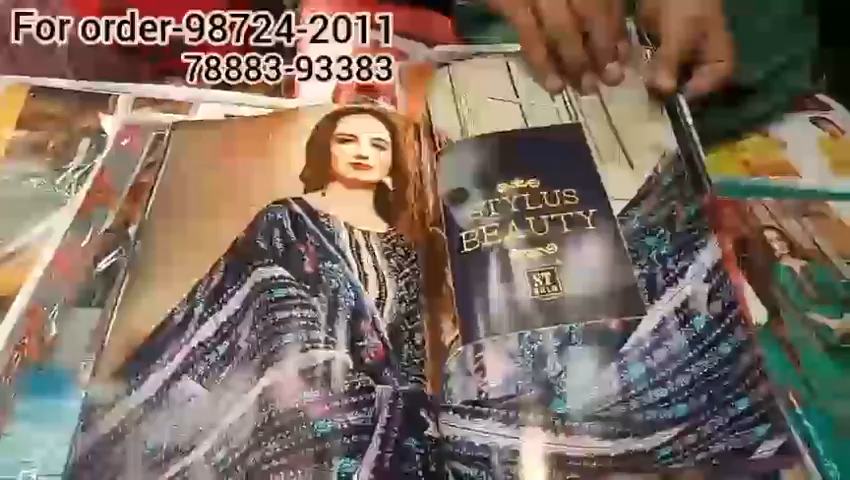 For order-98724-2011
78883-93383
STYLUS
BEAUTY
ST